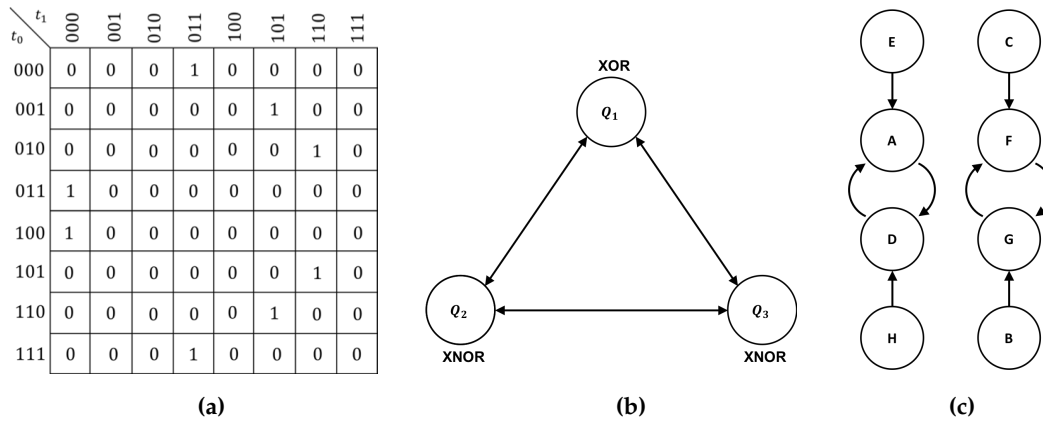 t₁
t₀
000 001 010 011 100 101 110 111
000 0 0 0 1 0 0 0 0
001 0 0 0 0 0 1 0 0
010 0 0 0 0 0 0 1 0
011 1 0 0 0 0 0 0 0
100 1 0 0 0 0 0 0 0
101 0 0 0 0 0 0 1 0
110 0 0 0 0 0 1 0 0
111 0 0 0 1 0 0 0 0
(a)
XOR
Q₁
Q₂ Q₃
XNOR XNOR
(b)
E C
A F
D G
H B
(c)